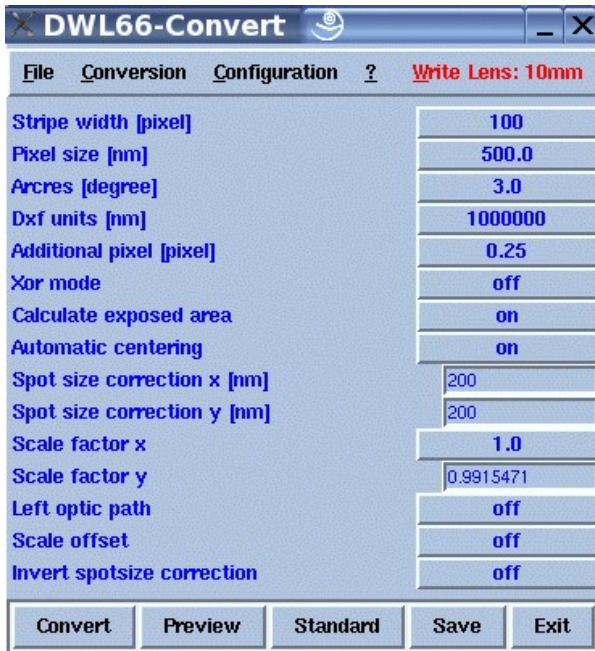 DWL66-Convert
File Conversion Configuration ? Write Lens: 10mm
Stripe width [pixel] 100
Pixel size [nm] 500.0
Arcres [degree] 3.0
Dxf units [nm] 1000000
Additional pixel [pixel] 0.25
Xor mode off
Calculate exposed area on
Automatic centering on
Spot size correction x [nm] 200
Spot size correction y [nm] 200
Scale factor x 1.0
Scale factor y 0.9915471
Left optic path off
Scale offset off
Invert spotsize correction off
Convert Preview Standard Save Exit